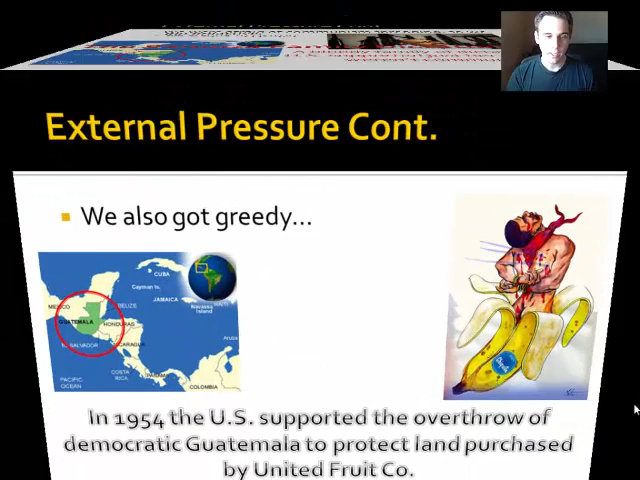 External Pressure Cont.
We also got greedy...
CUBA
Cayman Is.
MEXICO
BELIZE
JAMAICA
Navassa
Island
GUATEMALA
HONDURAS
EL SALVADOR
NICARAGUA
Aruba
COSTA
RICA
PANAMA
PACIFIC
OCEAN
COLOMBIA
In 1954 the U.S. supported the overthrow of
democratic Guatemala to protect land purchased
by United Fruit Co.